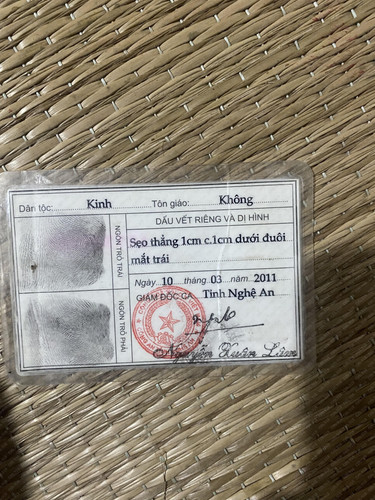 Dân tộc: Kinh Tôn giáo: Không
NGÓN TRỎ TRÁI
DẤU VẾT RIÊNG VÀ DỊ HÌNH
Sẹo thẳng 1cm c.1cm dưới đuôi
mắt trái
Ngày 10 tháng 03 năm 2011
GIÁM ĐỐC CA Tỉnh Nghệ An
NGÓN TRỎ PHẢI
Nguyễn Xuân Lâm